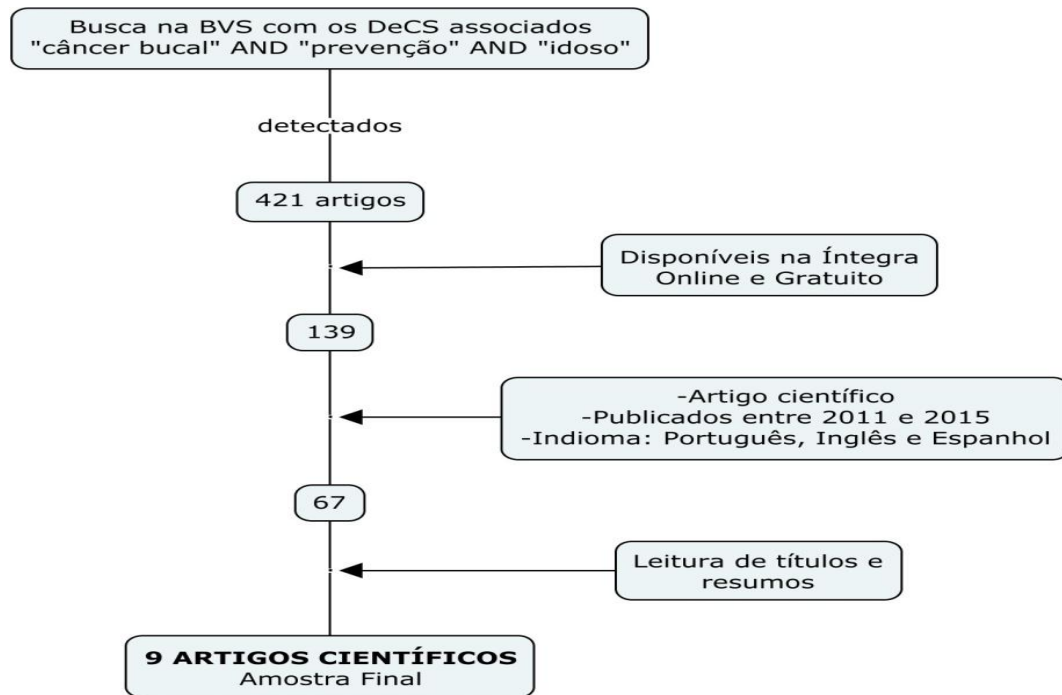 Busca na BVS com os DeCS associados
"câncer bucal" AND "prevenção" AND "idoso"
detectados
421 artigos
Disponíveis na Íntegra
Online e Gratuito
139
-Artigo científico
-Publicados entre 2011 e 2015
-Indioma: Português, Inglês e Espanhol
67
Leitura de títulos e
resumos
9 ARTIGOS CIENTÍFICOS
Amostra Final